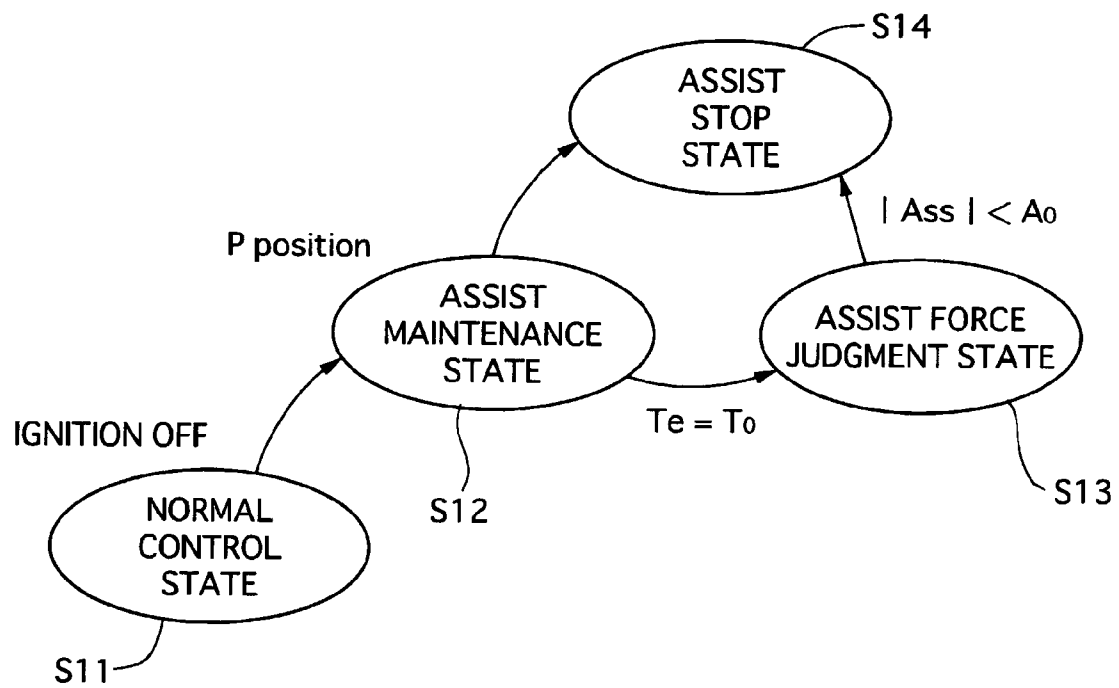 S14
ASSIST
STOP
STATE
| Ass | < A0
P position
ASSIST
MAINTENANCE
STATE
ASSIST FORCE
JUDGMENT STATE
Te = T0
IGNITION OFF
S12
S13
NORMAL
CONTROL
STATE
S11